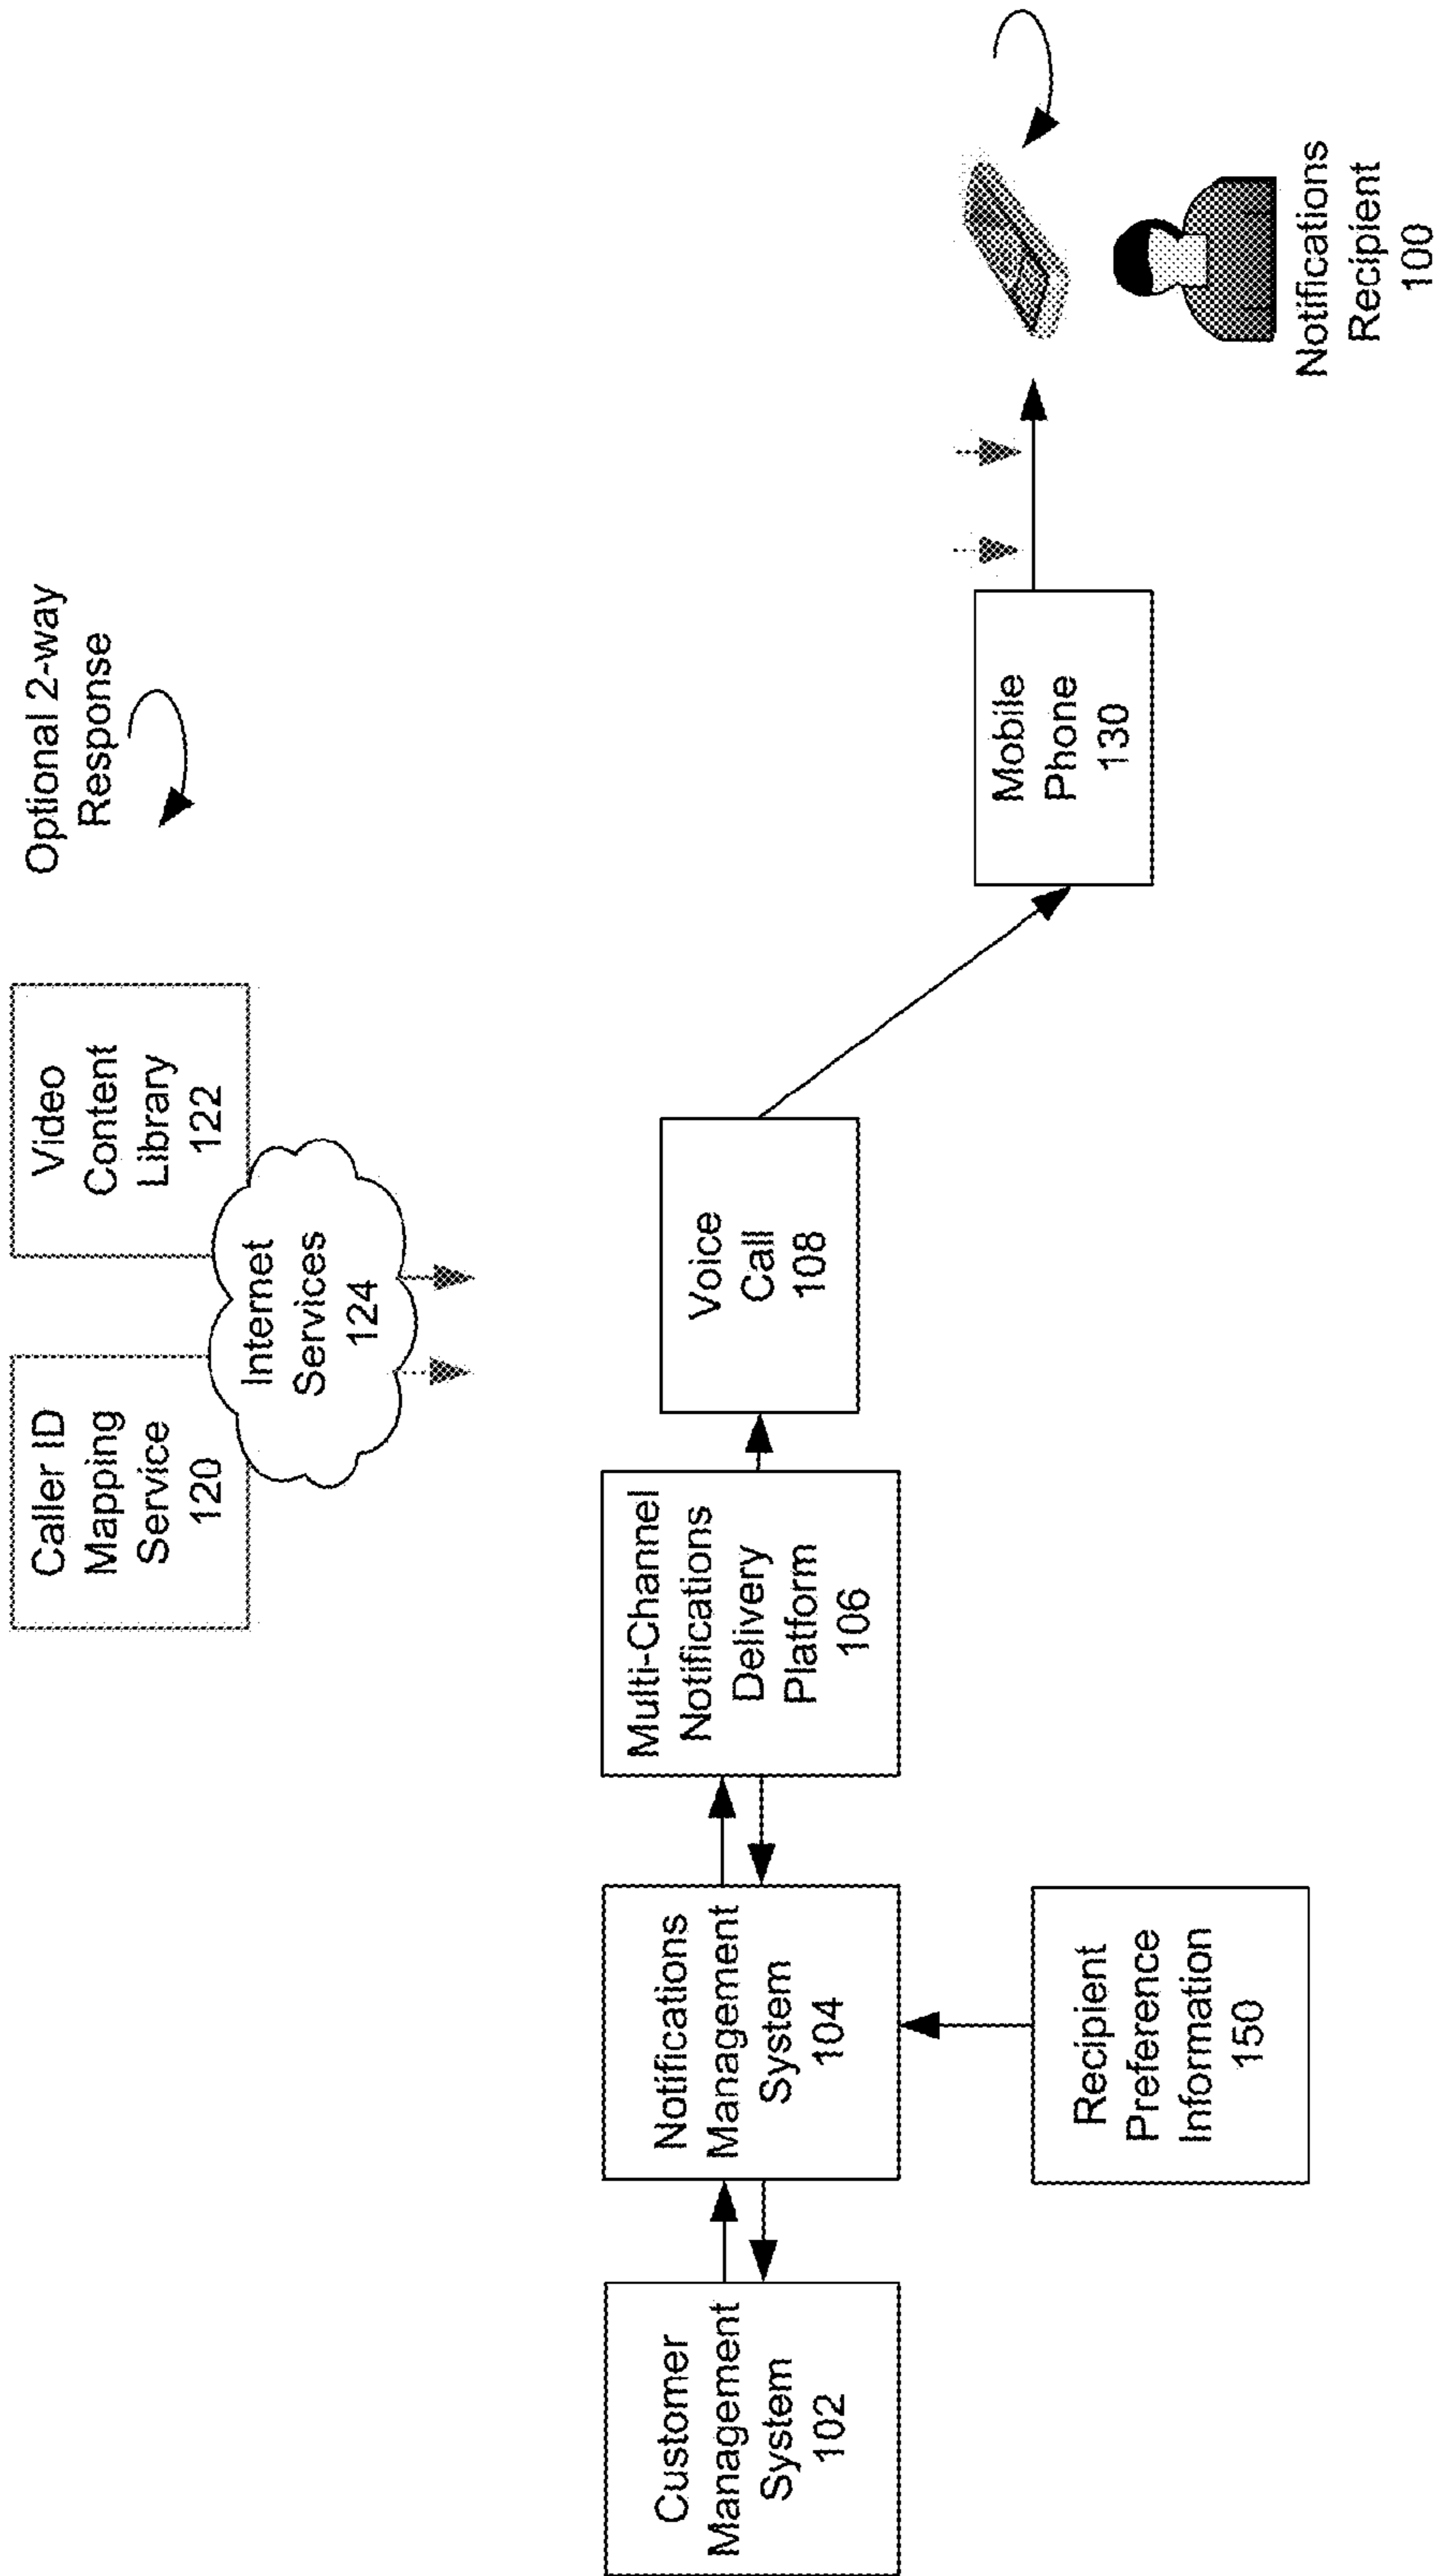 Optional 2-way
Response
Caller ID
Mapping
Service
120
Video
Content
Library
122
Internet
Services
124
Customer
Management
System
102
Notifications
Management
System
104
Multi-Channel
Notifications
Delivery
Platform
106
Voice
Call
108
Mobile
Phone
130
Recipient
Preference
Information
150
Notifications
Recipient
100